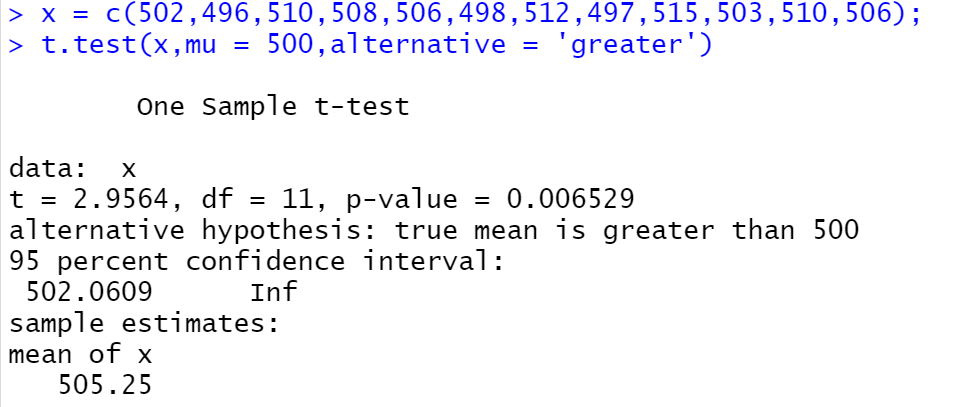 > x = c(502,496,510,508,506,498,512,497,515,503,510,506);
> t.test(x,mu = 500,alternative = 'greater')
One Sample t-test
data:  x
t = 2.9564, df = 11, p-value = 0.006529
alternative hypothesis: true mean is greater than 500
95 percent confidence interval:
 502.0609      Inf
sample estimates:
mean of x
   505.25